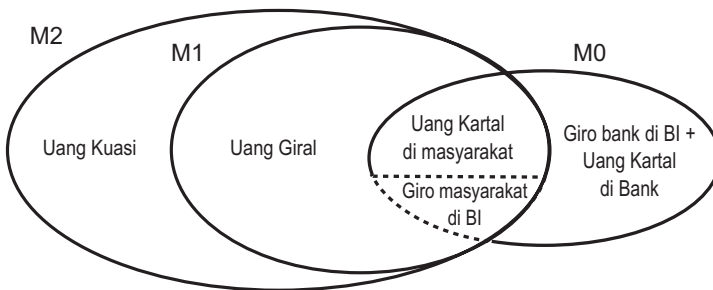 M2
M1
M0
Uang Kuasi
Uang Giral
Uang Kartal
di masyarakat
Giro masyarakat
di BI
Giro bank di BI +
Uang Kartal
di Bank